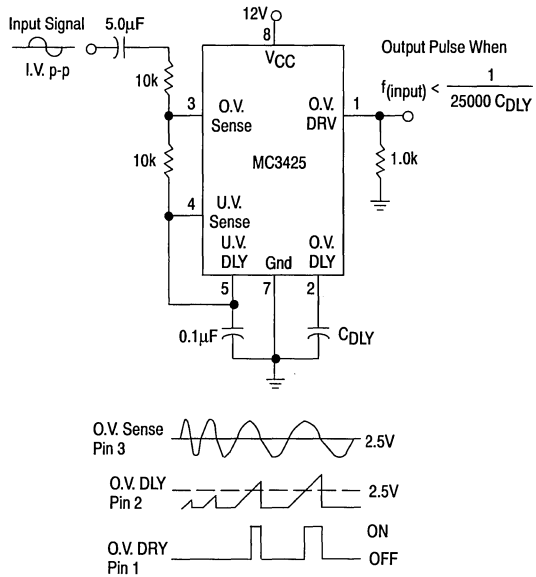 Input Signal
I.V. p-p
5.0µF
12V
8
VCC
Output Pulse When
f(input) < 1
25000 CDLY
10k
3
O.V.
Sense
O.V.
DRV
1
MC3425
1.0k
10k
4
U.V.
Sense
U.V.
DLY
Gnd
O.V.
DLY
5
7
2
0.1µF
CDLY
O.V. Sense
Pin 3
2.5V
O.V. DLY
Pin 2
2.5V
O.V. DRY
Pin 1
ON
OFF